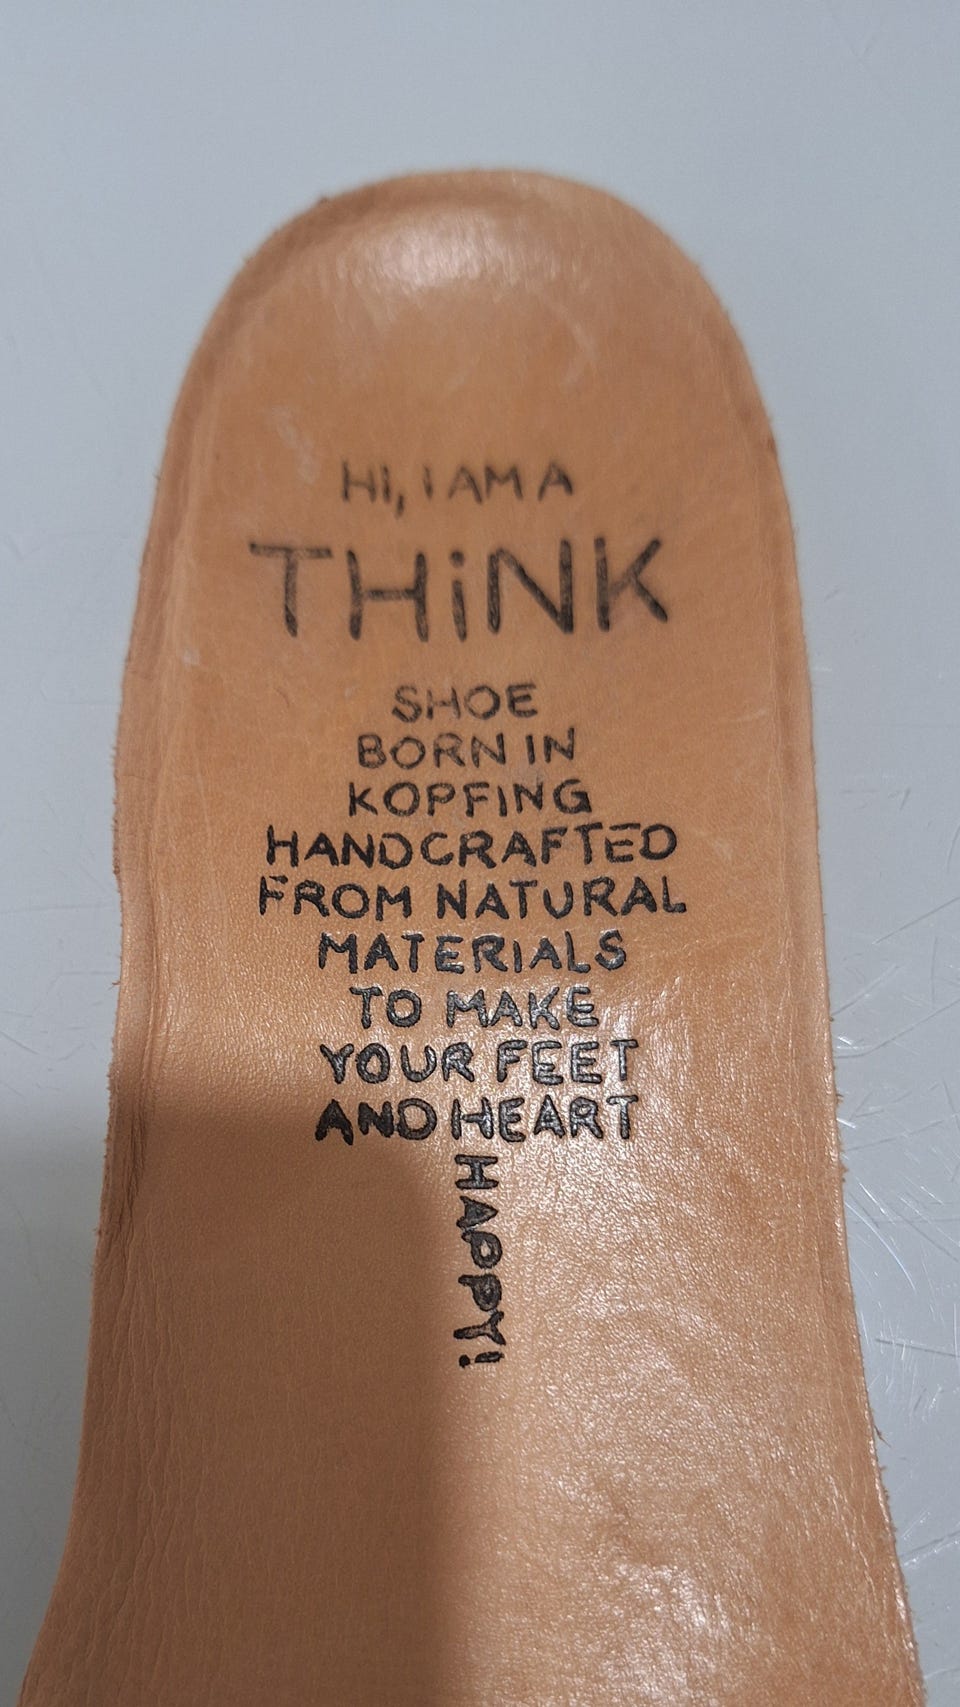 HI, I AM A
THiNK
SHOE
BORN IN
KOPFING
HANDCRAFTED
FROM NATURAL
MATERIALS
TO MAKE
YOUR FEET
AND HEART
HAPPY!